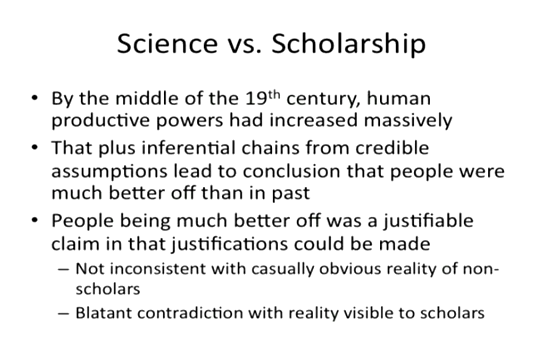 Science vs. Scholarship
• By the middle of the 19th century, human
productive powers had increased massively
• That plus inferential chains from credible
assumptions lead to conclusion that people were
much better off than in past
• People being much better off was a justifiable
claim in that justifications could be made
– Not inconsistent with casually obvious reality of non-
scholars
– Blatant contradiction with reality visible to scholars